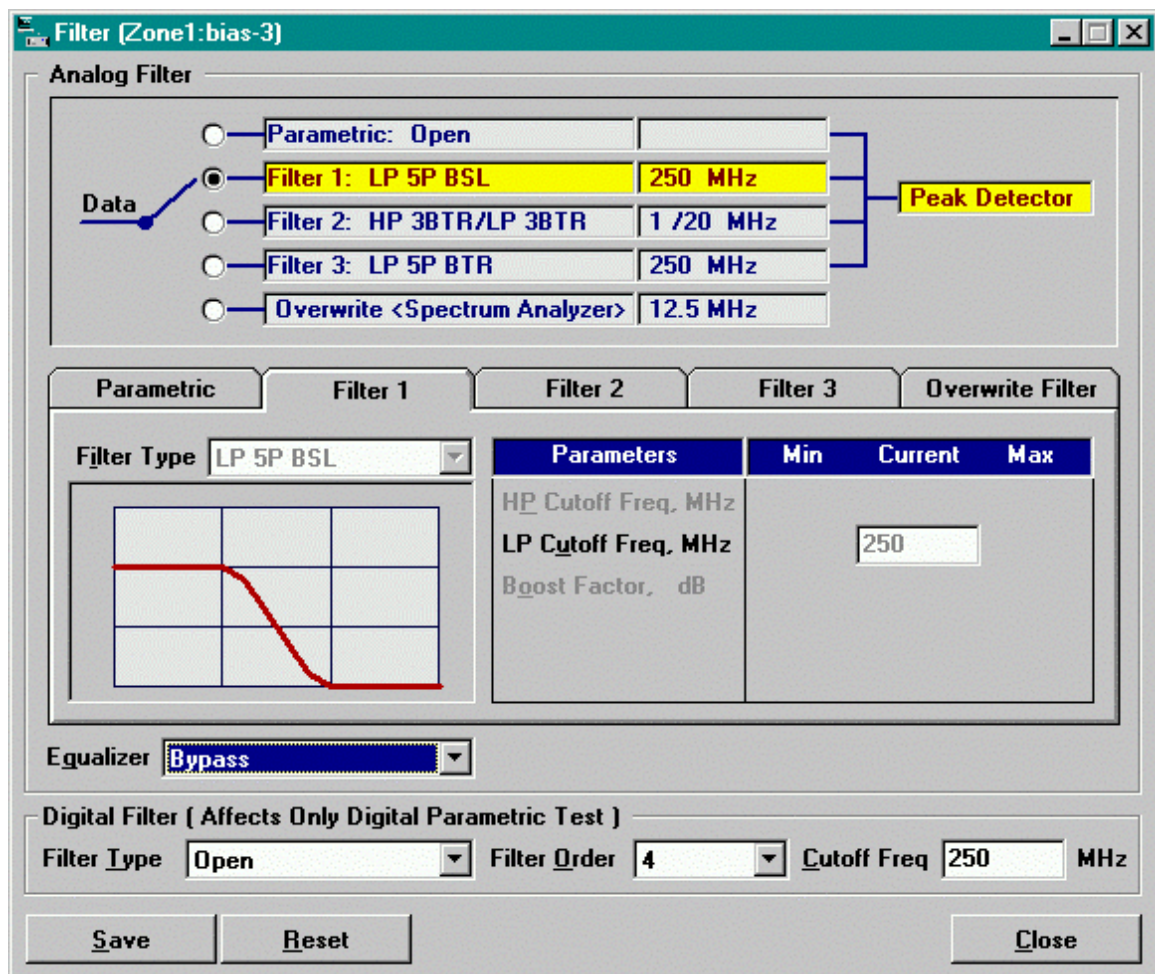 Filter (Zone1:bias-3)
Analog Filter
Data
Parametric: Open
Filter 1: LP 5P BSL 250 MHz
Filter 2: HP 3BTR/LP 3BTR 1 /20 MHz
Filter 3: LP 5P BTR 250 MHz
Overwrite <Spectrum Analyzer> 12.5 MHz
Peak Detector
Parametric Filter 1 Filter 2 Filter 3 Overwrite Filter
Filter Type LP 5P BSL
Parameters Min Current Max
HP Cutoff Freq, MHz
LP Cutoff Freq, MHz 250
Boost Factor, dB
Equalizer Bypass
Digital Filter ( Affects Only Digital Parametric Test )
Filter Type Open Filter Order 4 Cutoff Freq 250 MHz
Save Reset Close